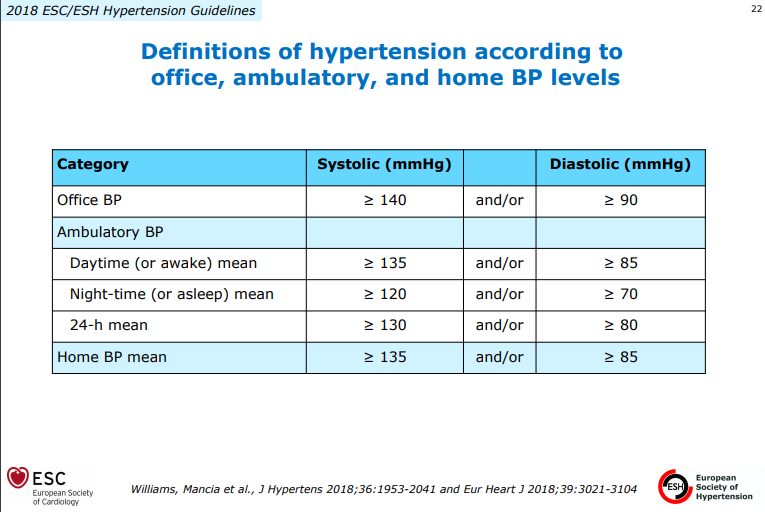 2018 ESC/ESH Hypertension Guidelines
22
Definitions of hypertension according to
office, ambulatory, and home BP levels
Category Systolic (mmHg) Diastolic (mmHg)
Office BP ≥ 140 and/or ≥ 90
Ambulatory BP
Daytime (or awake) mean ≥ 135 and/or ≥ 85
Night-time (or asleep) mean ≥ 120 and/or ≥ 70
24-h mean ≥ 130 and/or ≥ 80
Home BP mean ≥ 135 and/or ≥ 85
ESC
European Society
of Cardiology
Williams, Mancia et al., J Hypertens 2018;36:1953-2041 and Eur Heart J 2018;39:3021-3104
ESH
European
Society of
Hypertension